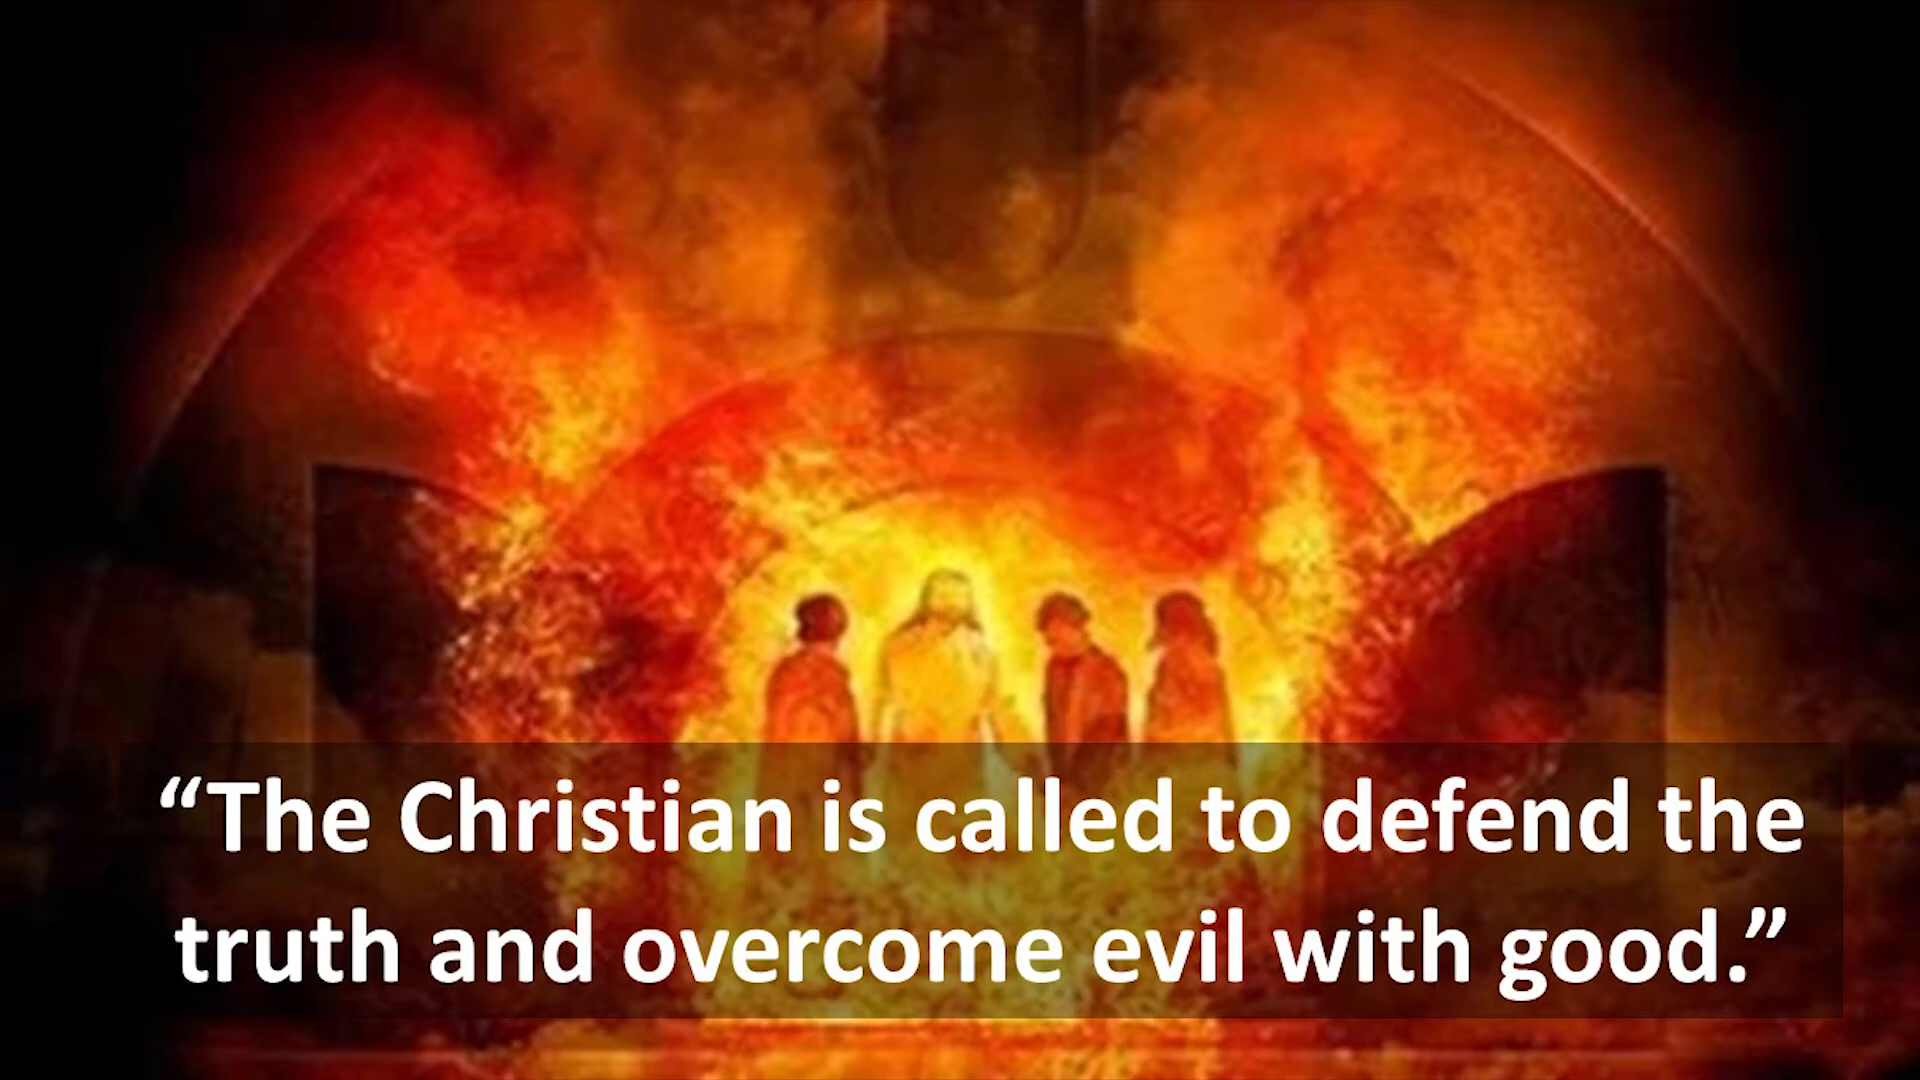 “The Christian is called to defend the
truth and overcome evil with good.”